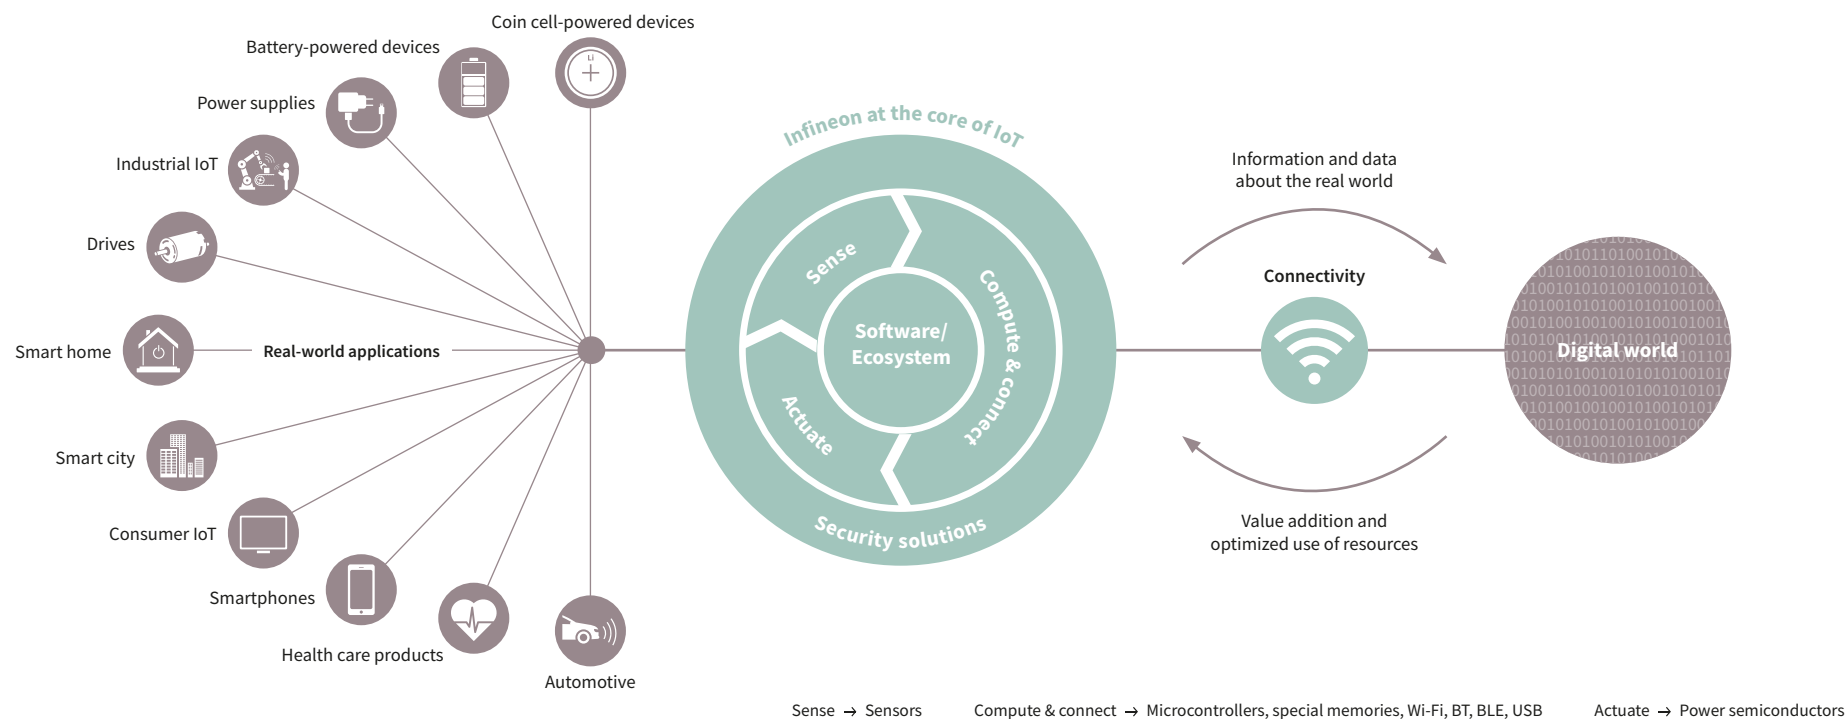 Coin cell-powered devices
Battery-powered devices
Li
Power supplies
Industrial IoT
Drives
Smart home
Real-world applications
Smart city
Consumer IoT
Smartphones
Health care products
Automotive
Infineon at the core of IoT
Sense
Compute & connect
Actuate
Software/
Ecosystem
Security solutions
Information and data
about the real world
Connectivity
Value addition and
optimized use of resources
Digital world
Sense → Sensors
Compute & connect → Microcontrollers, special memories, Wi-Fi, BT, BLE, USB
Actuate → Power semiconductors